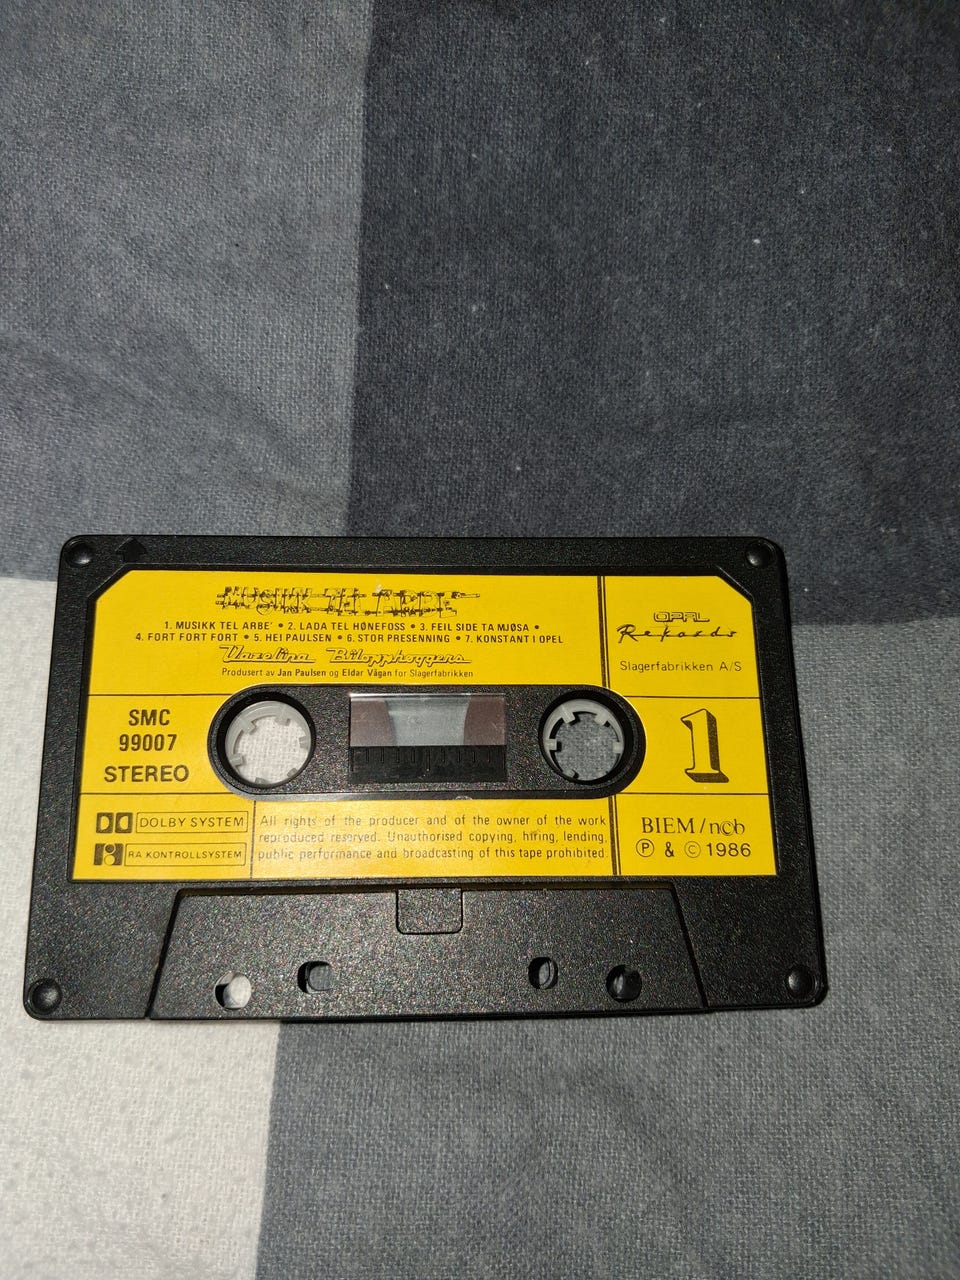 MUSIKK TEL ARBE'
1. MUSIKK TEL ARBE' • 2. LADA TEL HØNEFOSS • 3. FEIL SIDE TA MJØSA •
4. FORT FORT FORT • 5. HEI PAULSEN • 6. STOR PRESENNING • 7. KONSTANT I OPEL
Vazelina Bilopphøggers
Produsert av Jan Paulsen og Eldar Vågan for Slagerfabrikken
OPAL
Rekords
Slagerfabrikken A/S
SMC
99007
STEREO
1
DOLBY SYSTEM
RA KONTROLLSYSTEM
All rights of the producer and of the owner of the work
reproduced reserved. Unauthorised copying, hiring, lending,
public performance and broadcasting of this tape prohibited.
BIEM/ncb
Ⓟ & © 1986